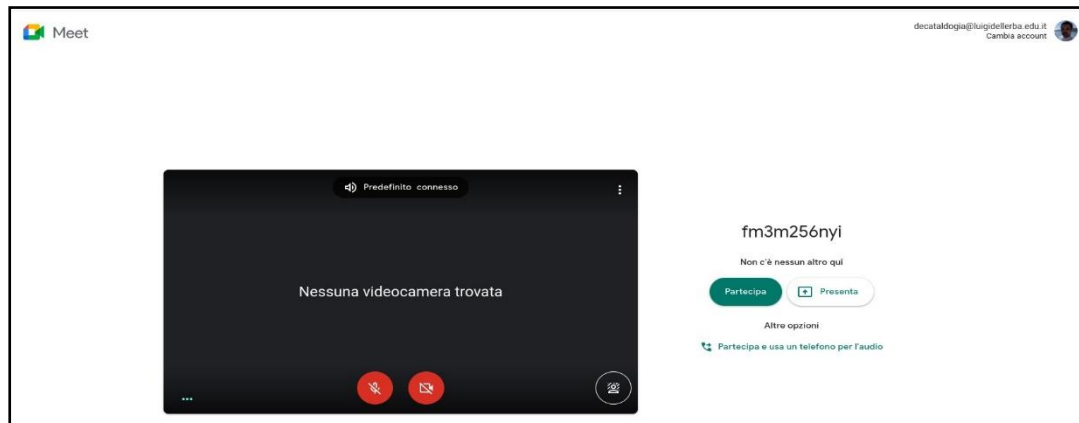 Meet
decataldogia@luigidellerba.edu.it
Cambia account
Predefinito connesso
Nessuna videocamera trovata
fm3m256nyi
Non c'è nessun altro qui
Partecipa
Presenta
Altre opzioni
Partecipa e usa un telefono per l'audio